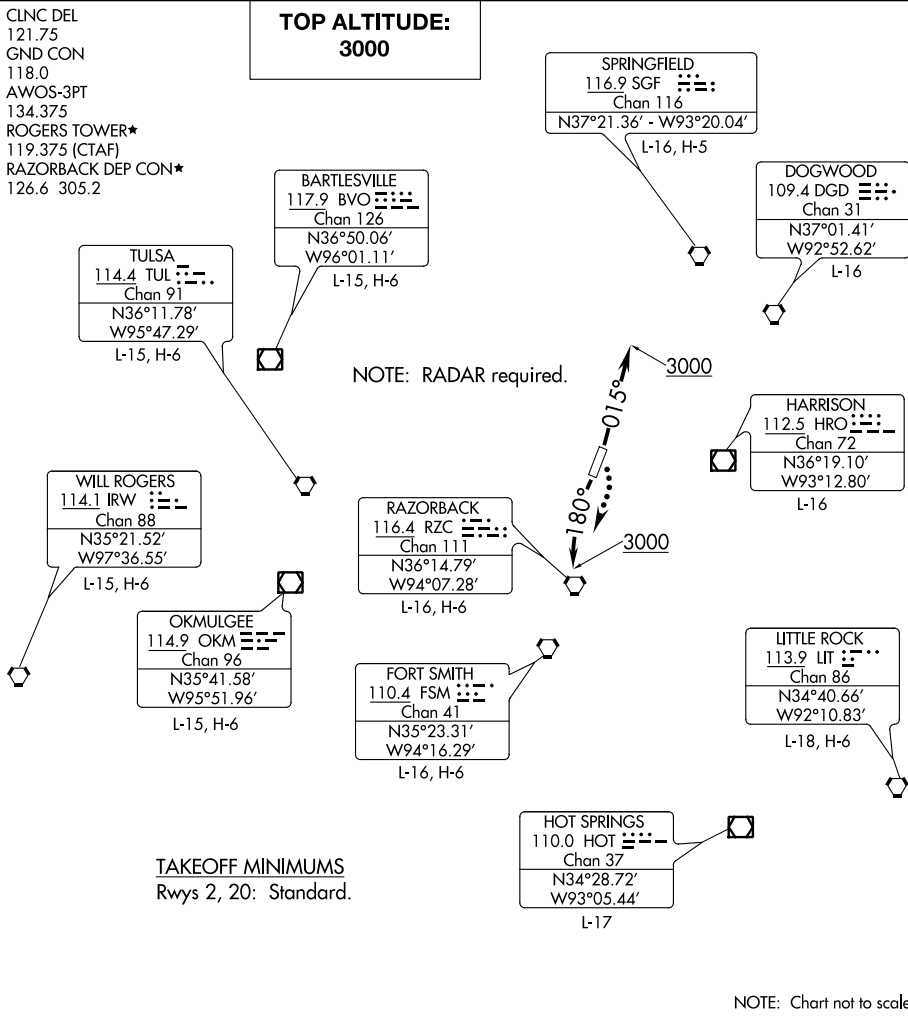 CLNC DEL
121.75
GND CON
118.0
AWOS-3PT
134.375
ROGERS TOWER★
119.375 (CTAF)
RAZORBACK DEP CON★
126.6 305.2
TOP ALTITUDE:
3000
SPRINGFIELD
116.9 SGF
Chan 116
N37°21.36′ - W93°20.04′
L-16, H-5
DOGWOOD
109.4 DGD
Chan 31
N37°01.41′
W92°52.62′
L-16
BARTLESVILLE
117.9 BVO
Chan 126
N36°50.06′
W96°01.11′
L-15, H-6
TULSA
114.4 TUL
Chan 91
N36°11.78′
W95°47.29′
L-15, H-6
NOTE: RADAR required.
3000
015°
HARRISON
112.5 HRO
Chan 72
N36°19.10′
W93°12.80′
L-16
WILL ROGERS
114.1 IRW
Chan 88
N35°21.52′
W97°36.55′
L-15, H-6
RAZORBACK
116.4 RZC
Chan 111
N36°14.79′
W94°07.28′
L-16, H-6
180°
3000
OKMULGEE
114.9 OKM
Chan 96
N35°41.58′
W95°51.96′
L-15, H-6
FORT SMITH
110.4 FSM
Chan 41
N35°23.31′
W94°16.29′
L-16, H-6
LITTLE ROCK
113.9 LIT
Chan 86
N34°40.66′
W92°10.83′
L-18, H-6
HOT SPRINGS
110.0 HOT
Chan 37
N34°28.72′
W93°05.44′
L-17
TAKEOFF MINIMUMS
Rwys 2, 20: Standard.
NOTE: Chart not to scale